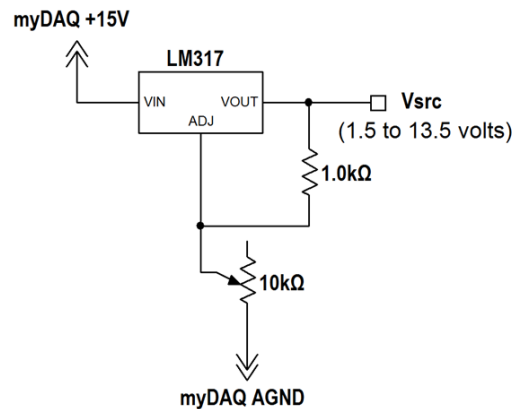 myDAQ +15V
LM317
VIN
VOUT
ADJ
Vsrc
(1.5 to 13.5 volts)
1.0kΩ
10kΩ
myDAQ AGND